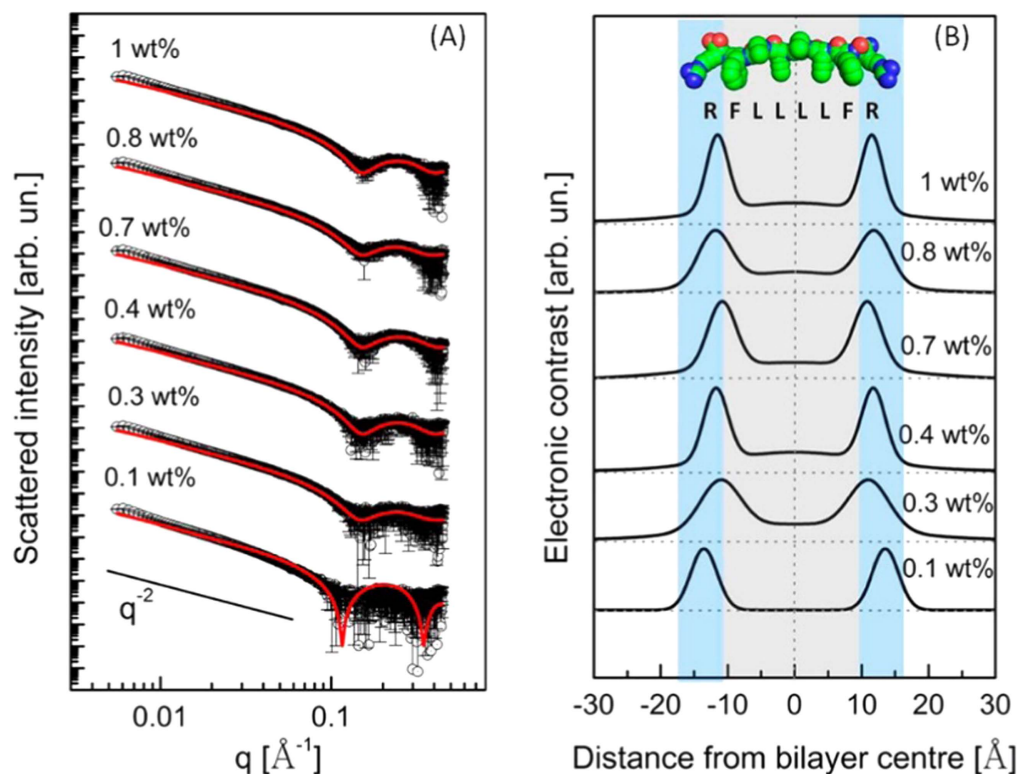 (A)
1 wt%
0.8 wt%
0.7 wt%
0.4 wt%
0.3 wt%
0.1 wt%
q-2
Scattered intensity [arb. un.]
0.01 0.1
q [Å-1]
(B)
R F L L L L F R
1 wt%
0.8 wt%
0.7 wt%
0.4 wt%
0.3 wt%
0.1 wt%
Electronic contrast [arb. un.]
-30 -20 -10 0 10 20 30
Distance from bilayer centre [Å]